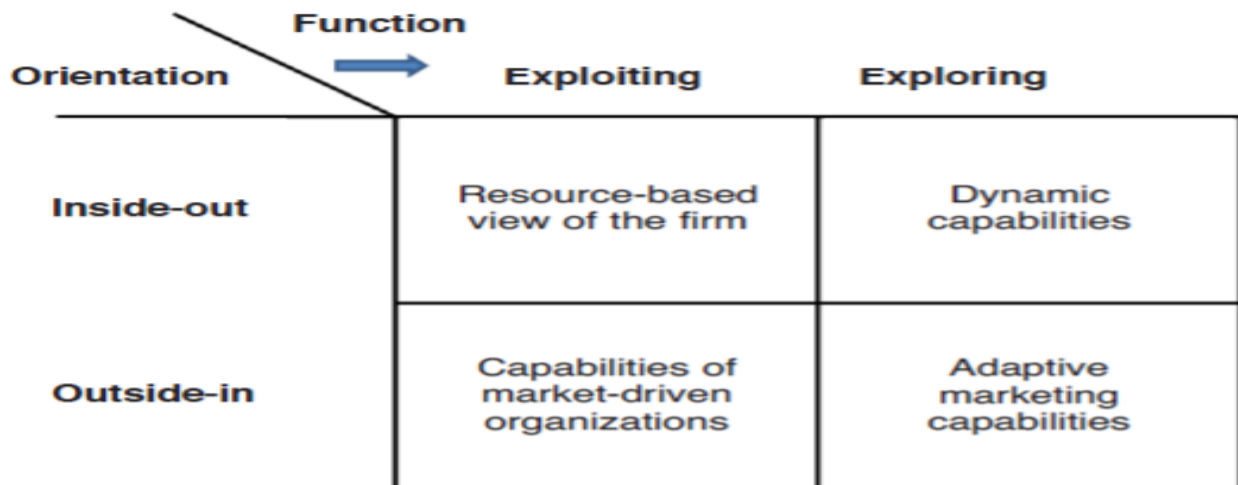 Function
Orientation
Exploiting
Exploring
Inside-out
Resource-based
view of the firm
Dynamic
capabilities
Outside-in
Capabilities of
market-driven
organizations
Adaptive
marketing
capabilities